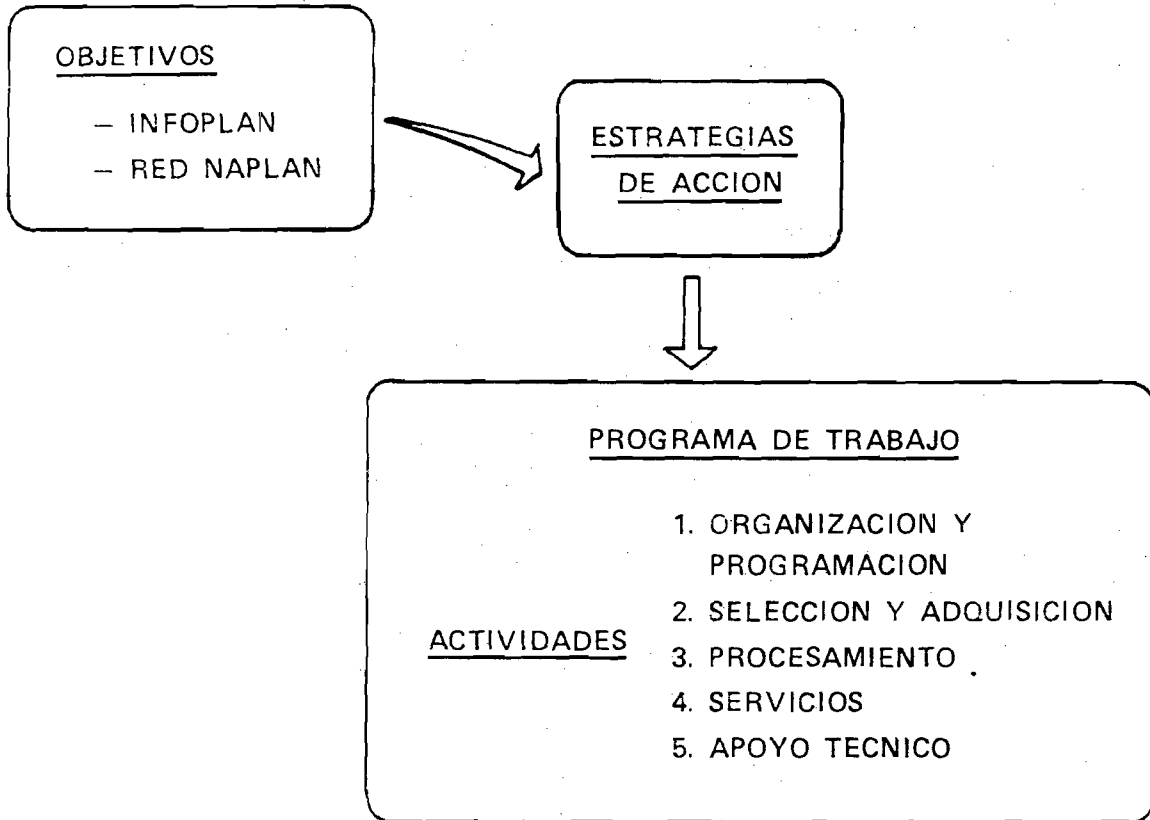 OBJETIVOS
— INFOPLAN
— RED NAPLAN
ESTRATEGIAS
DE ACCION
PROGRAMA DE TRABAJO
ACTIVIDADES
1. ORGANIZACION Y
PROGRAMACION
2. SELECCION Y ADQUISICION
3. PROCESAMIENTO
4. SERVICIOS
5. APOYO TECNICO